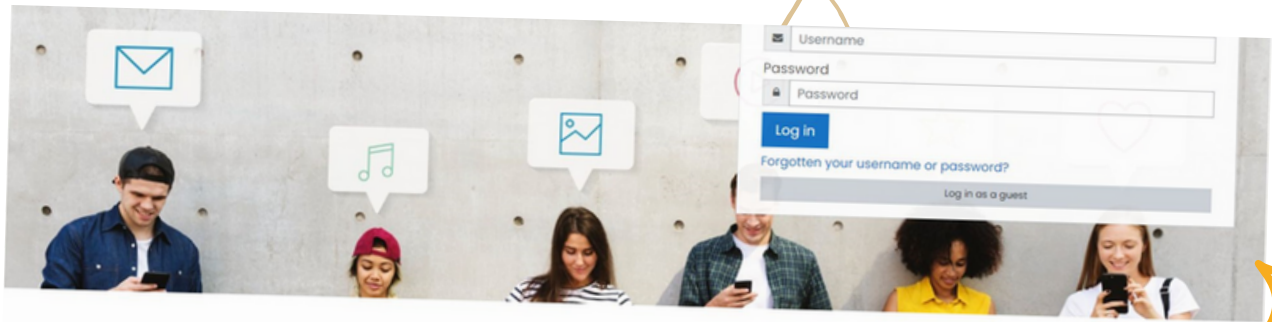 Username
Password
Password
Log in
Forgotten your username or password?
Log in as a guest